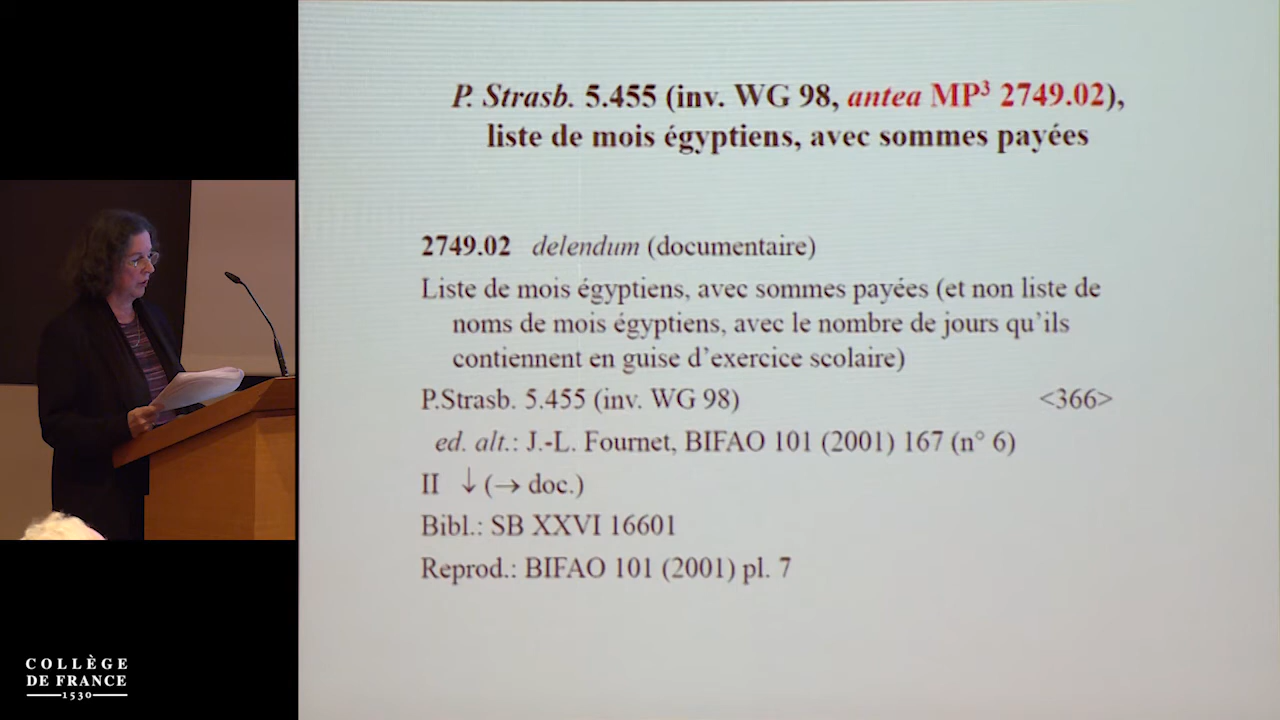 P. Strasb. 5.455 (inv. WG 98, antea MP³ 2749.02),
liste de mois égyptiens, avec sommes payées
2749.02 delendum (documentaire)
Liste de mois égyptiens, avec sommes payées (et non liste de
noms de mois égyptiens, avec le nombre de jours qu'ils
contiennent en guise d'exercice scolaire)
P.Strasb. 5.455 (inv. WG 98) <366>
ed. alt.: J.-L. Fournet, BIFAO 101 (2001) 167 (n° 6)
II ↓ (→ doc.)
Bibl.: SB XXVI 16601
Reprod.: BIFAO 101 (2001) pl. 7
COLLÈGE
DE FRANCE
1530